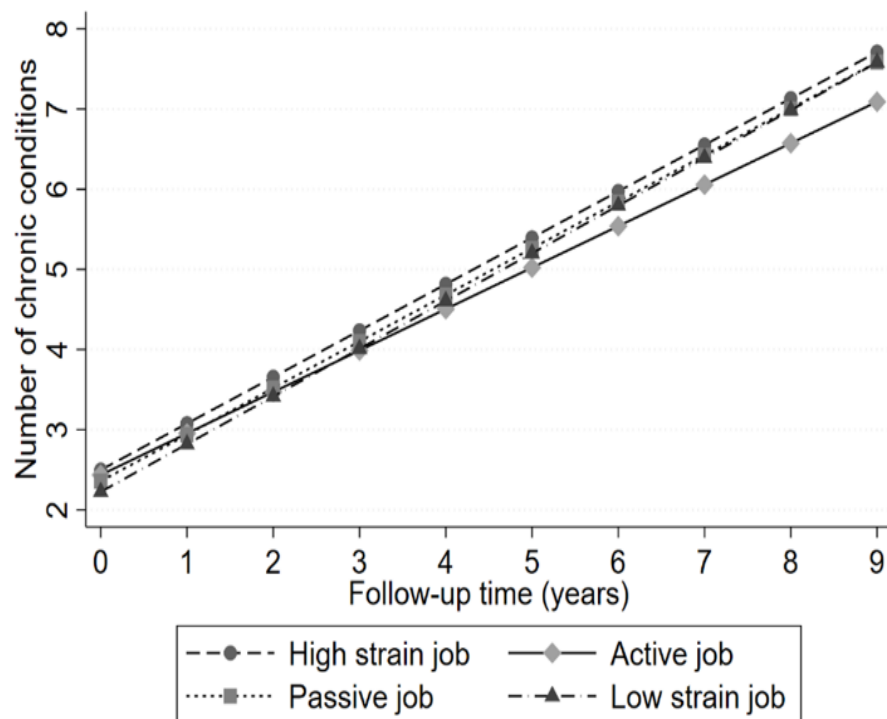 Number of chronic conditions
8
7
6
5
4
3
2
0 1 2 3 4 5 6 7 8 9
Follow-up time (years)
High strain job Active job
Passive job Low strain job